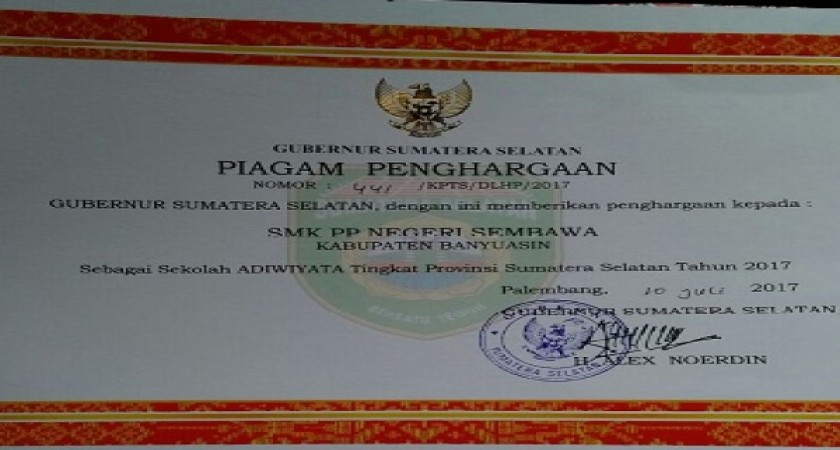 GUBERNUR SUMATERA SELATAN
PIAGAM PENGHARGAAN
NOMOR : 441 /KPTS/DLHP/2017
GUBERNUR SUMATERA SELATAN, dengan ini memberikan penghargaan kepada :
SMK PP NEGERI SEMBAWA
KABUPATEN BANYUASIN
Sebagai Sekolah ADIWIYATA Tingkat Provinsi Sumatera Selatan Tahun 2017
Palembang, 10 Juli 2017
GUBERNUR SUMATERA SELATAN
H. ALEX NOERDIN
SUMATERA SELATAN
BERSATU TEGUH